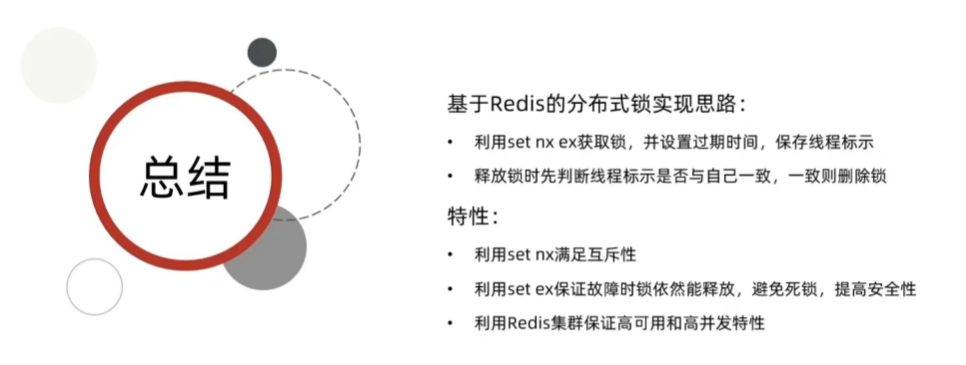 总结
基于Redis的分布式锁实现思路：
• 利用set nx ex获取锁，并设置过期时间，保存线程标示
• 释放锁时先判断线程标示是否与自己一致，一致则删除锁
特性：
• 利用set nx满足互斥性
• 利用set ex保证故障时锁依然能释放，避免死锁，提高安全性
• 利用Redis集群保证高可用和高并发特性